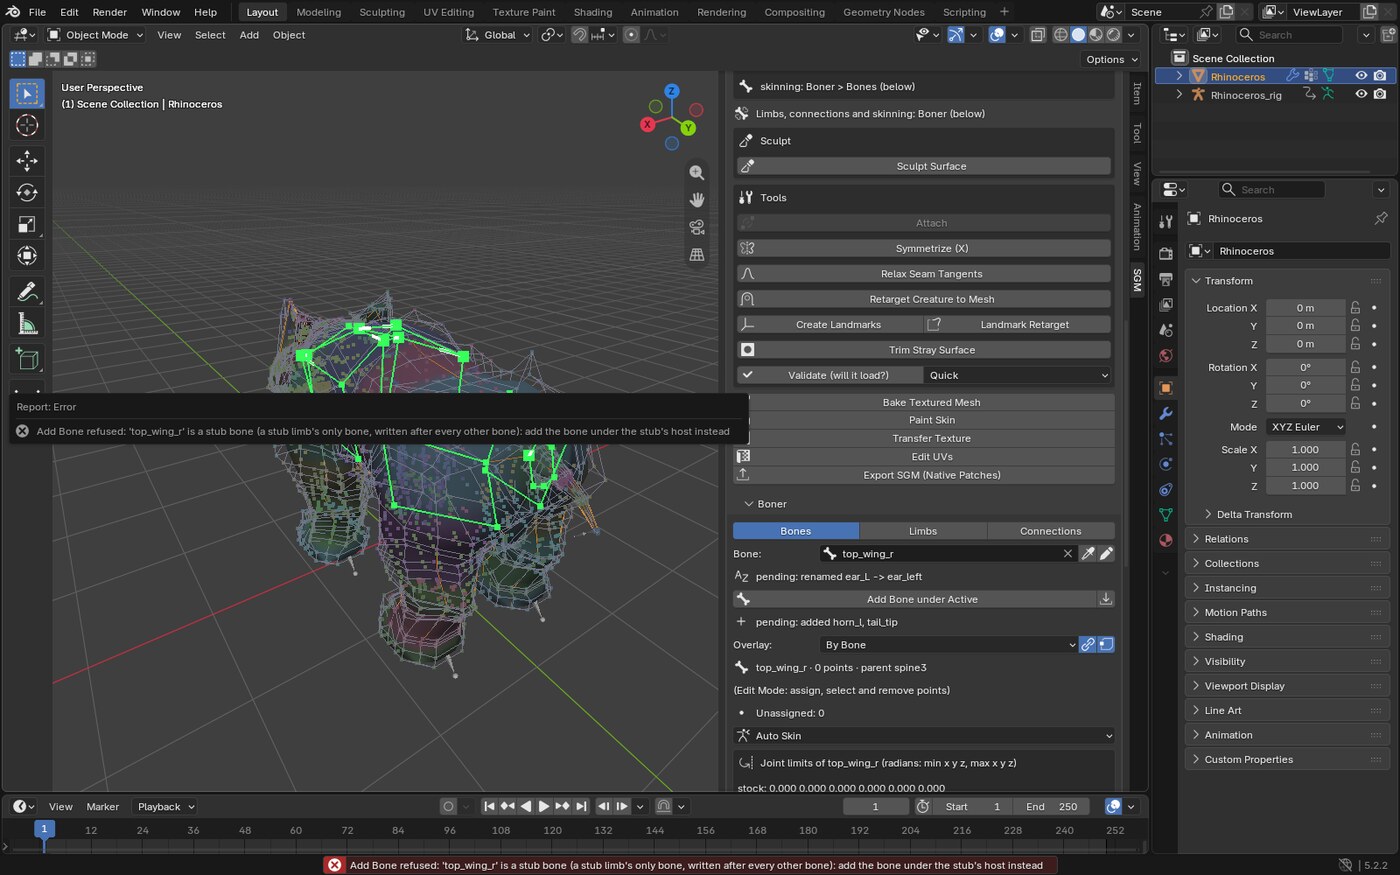 File Edit Render Window Help Layout Modeling Sculpting UV Editing Texture Paint Shading Animation Rendering Compositing Geometry Nodes Scripting + Scene ViewLayer
Object Mode View Select Add Object Global Search
Options
User Perspective
(1) Scene Collection | Rhinoceros
Z
X
Y
skinning: Boner > Bones (below)
Limbs, connections and skinning: Boner (below)
Sculpt
Sculpt Surface
Tools
Attach
Symmetrize (X)
Relax Seam Tangents
Retarget Creature to Mesh
Create Landmarks Landmark Retarget
Trim Stray Surface
Validate (will it load?) Quick
Bake Textured Mesh
Paint Skin
Transfer Texture
Edit UVs
Export SGM (Native Patches)
Boner
Bones Limbs Connections
Bone: top_wing_r
pending: renamed ear_L -> ear_left
Add Bone under Active
pending: added horn_l, tail_tip
Overlay: By Bone
top_wing_r · 0 points · parent spine3
(Edit Mode: assign, select and remove points)
Unassigned: 0
Auto Skin
Joint limits of top_wing_r (radians: min x y z, max x y z)
stock: 0.000 0.000 0.000 0.000 0.000 0.000
Item
Tool
View
Animation
SGM
Report: Error
Add Bone refused: 'top_wing_r' is a stub bone (a stub limb's only bone, written after every other bone): add the bone under the stub's host instead
Scene Collection
Rhinoceros
Rhinoceros_rig
Search
Rhinoceros
Rhinoceros
Transform
Location X 0 m
Y 0 m
Z 0 m
Rotation X 0°
Y 0°
Z 0°
Mode XYZ Euler
Scale X 1.000
Y 1.000
Z 1.000
Delta Transform
Relations
Collections
Instancing
Motion Paths
Shading
Visibility
Viewport Display
Line Art
Animation
Custom Properties
View Marker Playback 1 Start 1 End 250
1 12 24 36 48 60 72 84 96 108 120 132 144 156 168 180 192 204 216 228 240 252
Add Bone refused: 'top_wing_r' is a stub bone (a stub limb's only bone, written after every other bone): add the bone under the stub's host instead
5.2.2